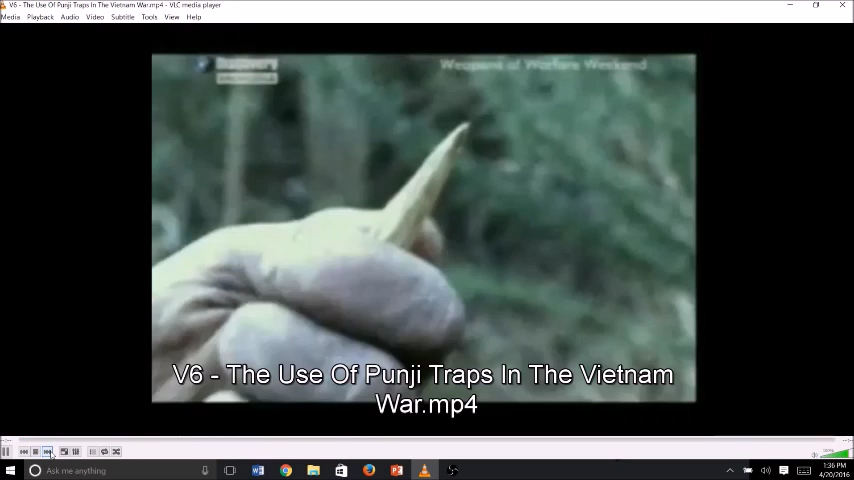 V6 - The Use Of Punji Traps In The Vietnam War.mp4 - VLC media player
Media Playback Audio Video Subtitle Tools View Help
Discovery
Weapons of Warfare Weekend
V6 - The Use Of Punji Traps In The Vietnam
War.mp4
Ask me anything
1:36 PM
4/20/2016